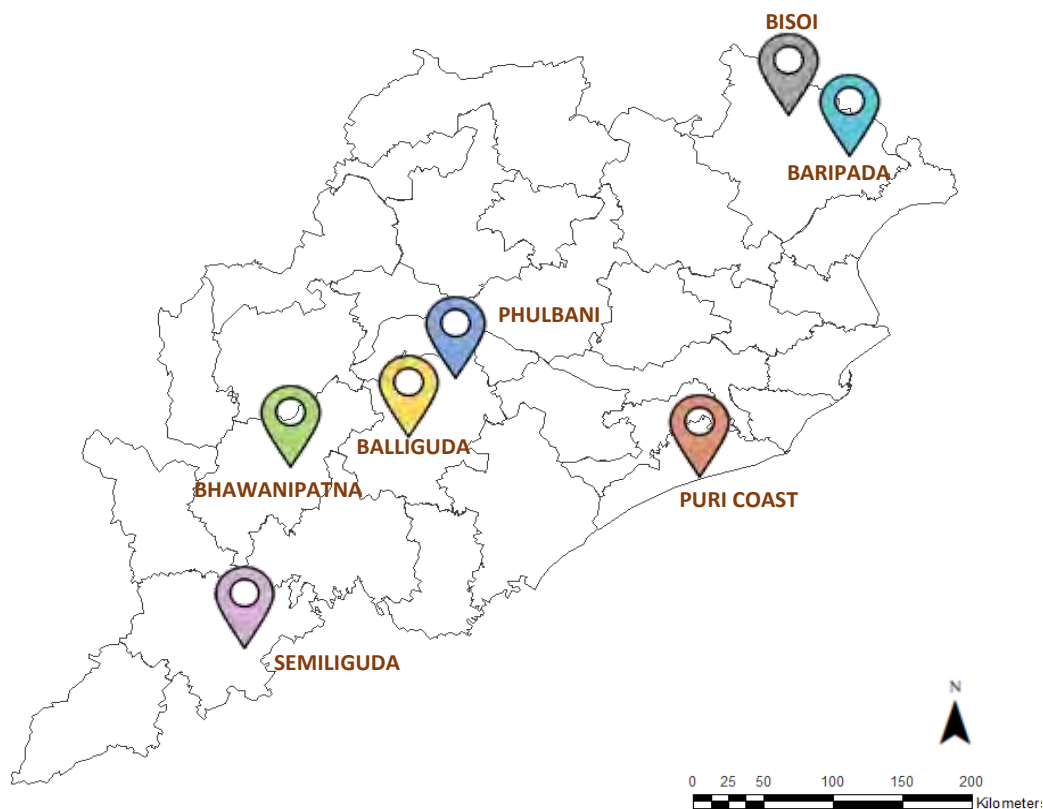 BISOI
BARIPADA
PHULBANI
BALLIGUDA
BHAWANIPATNA
PURI COAST
SEMILIGUDA
N
0 25 50 100 150 200
Kilometers